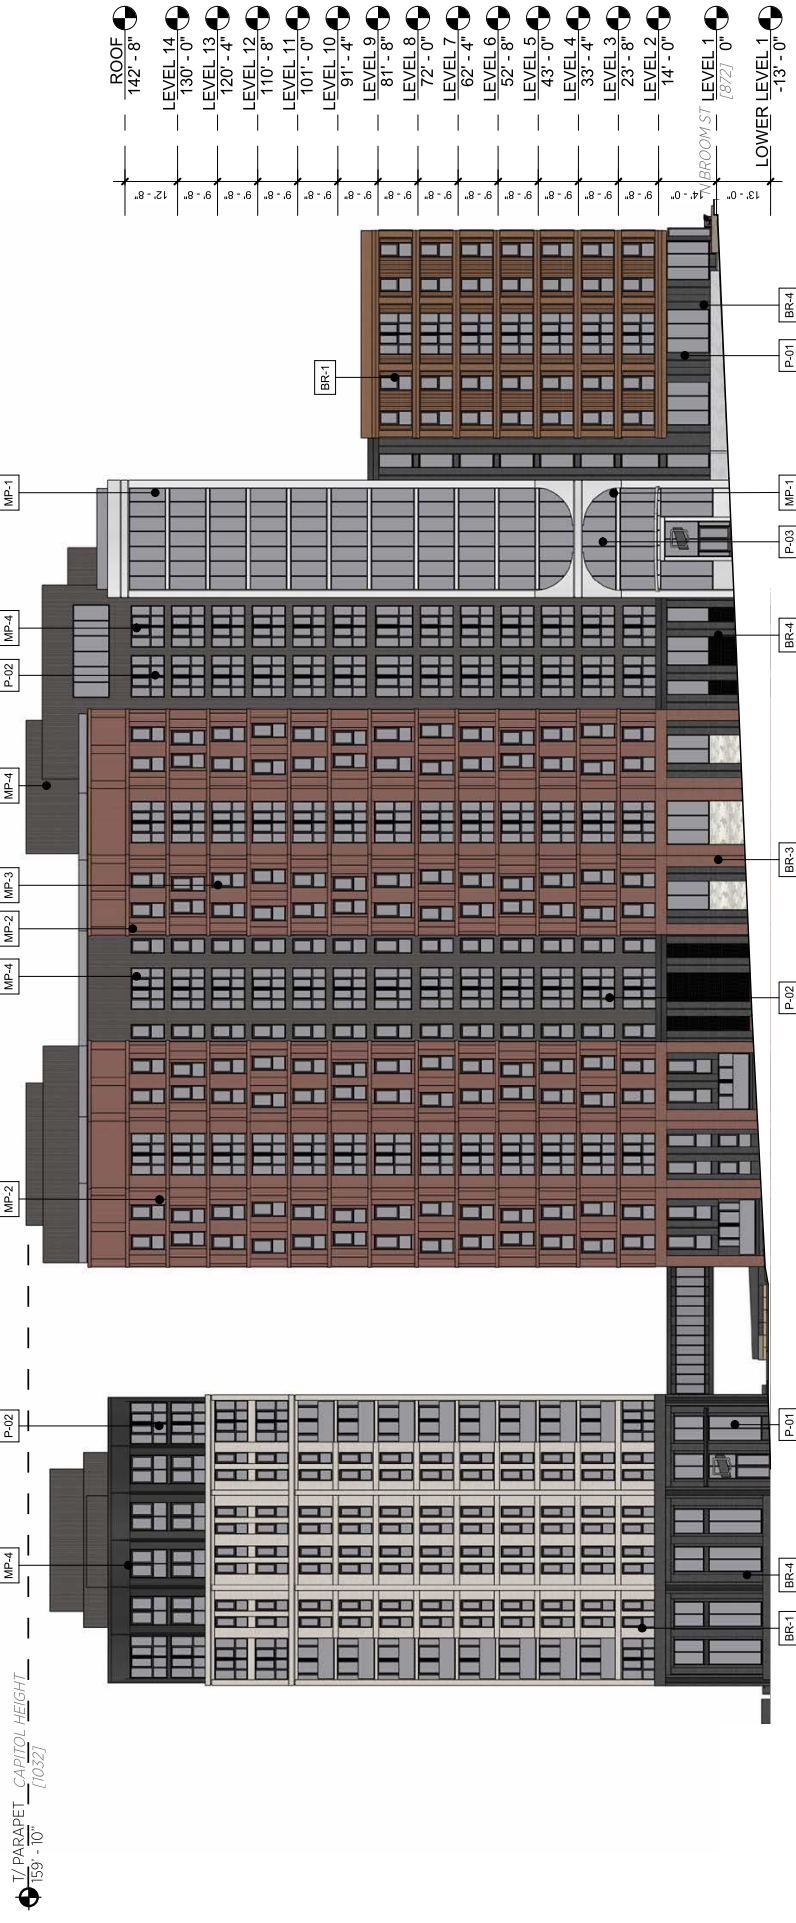 ROOF
142' - 8"
LEVEL 14
130' - 0"
LEVEL 13
120' - 4"
LEVEL 12
110' - 8"
LEVEL 11
101' - 0"
LEVEL 10
91' - 4"
LEVEL 9
81' - 8"
LEVEL 8
72' - 0"
LEVEL 7
62' - 4"
LEVEL 6
52' - 8"
LEVEL 5
43' - 0"
LEVEL 4
33' - 4"
LEVEL 3
23' - 8"
LEVEL 2
14' - 0"
LEVEL 1
0"
LOWER LEVEL 1
-13' - 0"
N BROOM ST
[872]
12' - 8"
9' - 8"
9' - 8"
9' - 8"
9' - 8"
9' - 8"
9' - 8"
9' - 8"
9' - 8"
9' - 8"
9' - 8"
9' - 8"
9' - 8"
14' - 0"
13' - 0"
BR-1
BR-4
P-01
MP-1
MP-1
P-03
MP-4
P-02
BR-4
MP-4
MP-3
MP-2
BR-3
MP-4
P-02
MP-2
P-02
P-01
MP-4
BR-4
BR-1
T/ PARAPET
159' - 10"
CAPITOL HEIGHT
[1032]